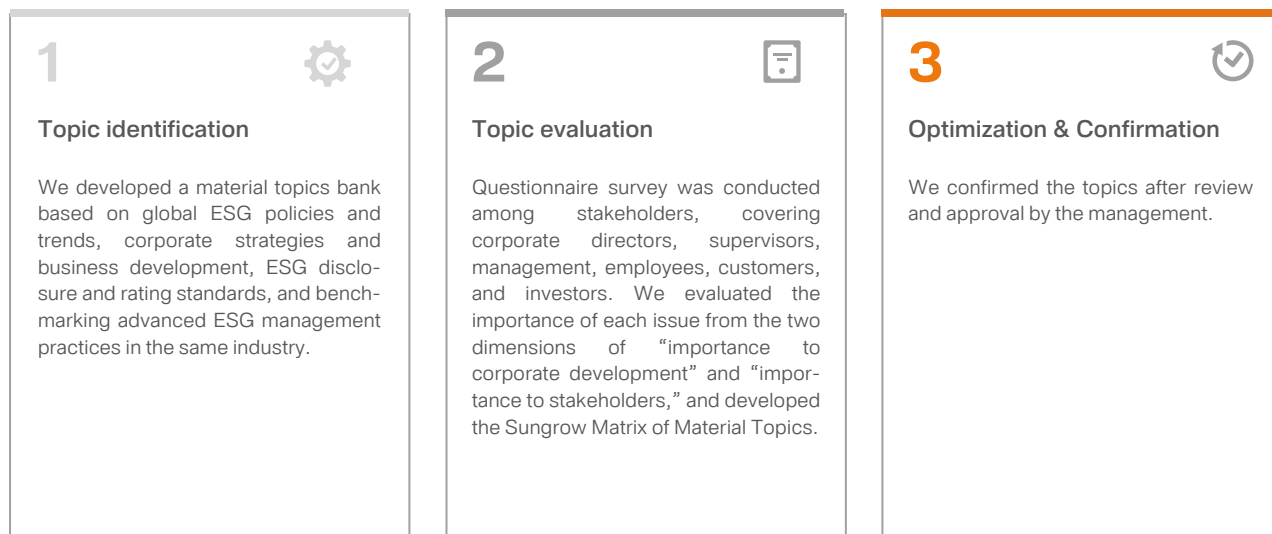 1
Topic identification
We developed a material topics bank
based on global ESG policies and
trends, corporate strategies and
business development, ESG disclo-
sure and rating standards, and bench-
marking advanced ESG management
practices in the same industry.
2
Topic evaluation
Questionnaire survey was conducted
among stakeholders, covering
corporate directors, supervisors,
management, employees, customers,
and investors. We evaluated the
importance of each issue from the two
dimensions of “importance to
corporate development” and “impor-
tance to stakeholders,” and developed
the Sungrow Matrix of Material Topics.
3
Optimization & Confirmation
We confirmed the topics after review
and approval by the management.